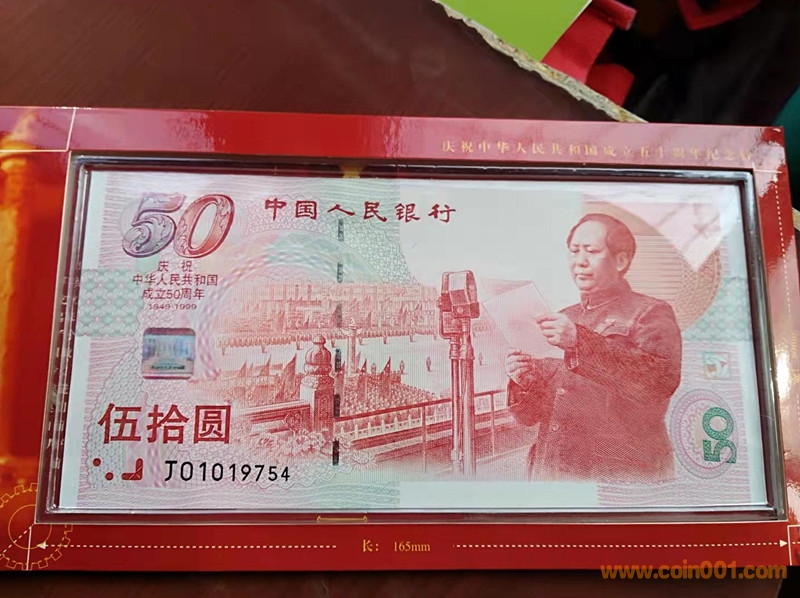 庆祝中华人民共和国成立五十周年纪念
50
中国人民银行
庆祝
中华人民共和国
成立50周年
1949-1999
伍拾圆
J01019754
50
长: 165mm
www.coin001.com